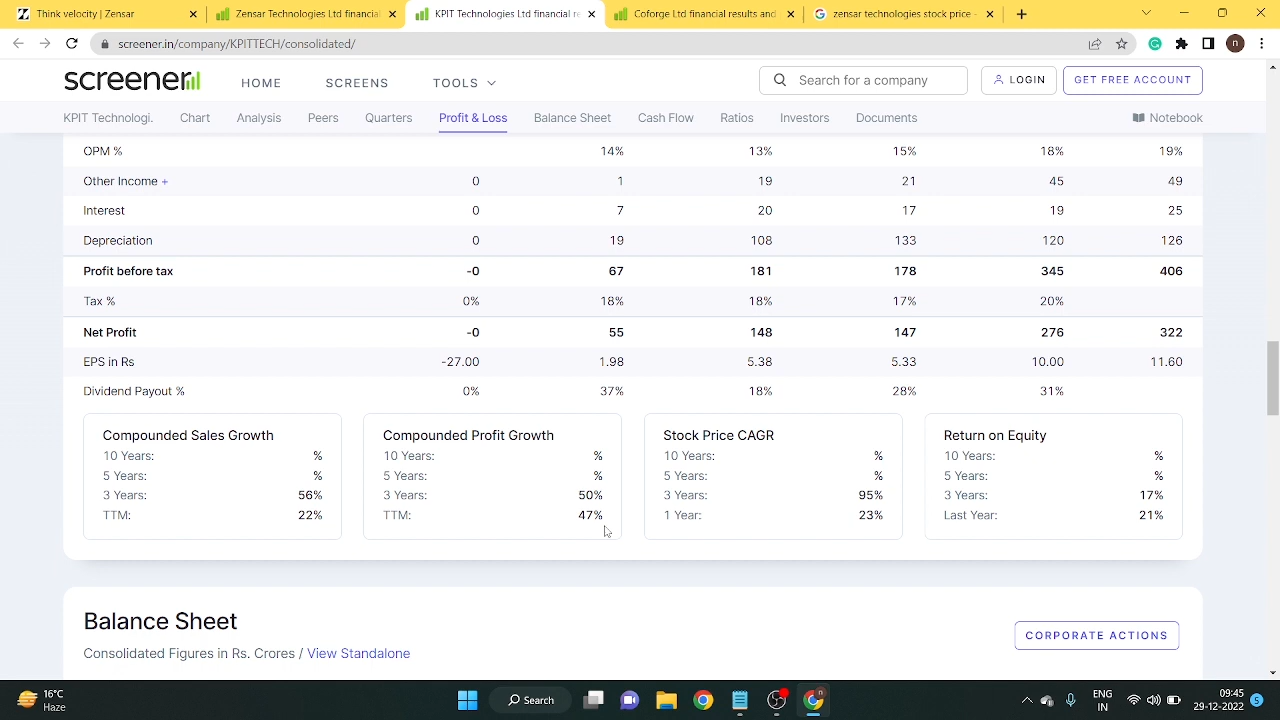 Think velocity | Zensar
Zensar Technologies Ltd financial
KPIT Technologies Ltd financial re
Coforge Ltd financial results and
zensar technologies stock price -
screener.in/company/KPITTECH/consolidated/
screener HOME SCREENS TOOLS Search for a company LOGIN GET FREE ACCOUNT
KPIT Technologi. Chart Analysis Peers Quarters Profit & Loss Balance Sheet Cash Flow Ratios Investors Documents Notebook
OPM % 14% 13% 15% 18% 19%
Other Income + 0 1 19 21 45 49
Interest 0 7 20 17 19 25
Depreciation 0 19 108 133 120 126
Profit before tax -0 67 181 178 345 406
Tax % 0% 18% 18% 17% 20%
Net Profit -0 55 148 147 276 322
EPS in Rs -27.00 1.98 5.38 5.33 10.00 11.60
Dividend Payout % 0% 37% 18% 28% 31%
Compounded Sales Growth
10 Years: %
5 Years: %
3 Years: 56%
TTM: 22%
Compounded Profit Growth
10 Years: %
5 Years: %
3 Years: 50%
TTM: 47%
Stock Price CAGR
10 Years: %
5 Years: %
3 Years: 95%
1 Year: 23%
Return on Equity
10 Years: %
5 Years: %
3 Years: 17%
Last Year: 21%
Balance Sheet
Consolidated Figures in Rs. Crores / View Standalone
CORPORATE ACTIONS
16°C
Haze
Search
ENG
IN
09:45
29-12-2022
5